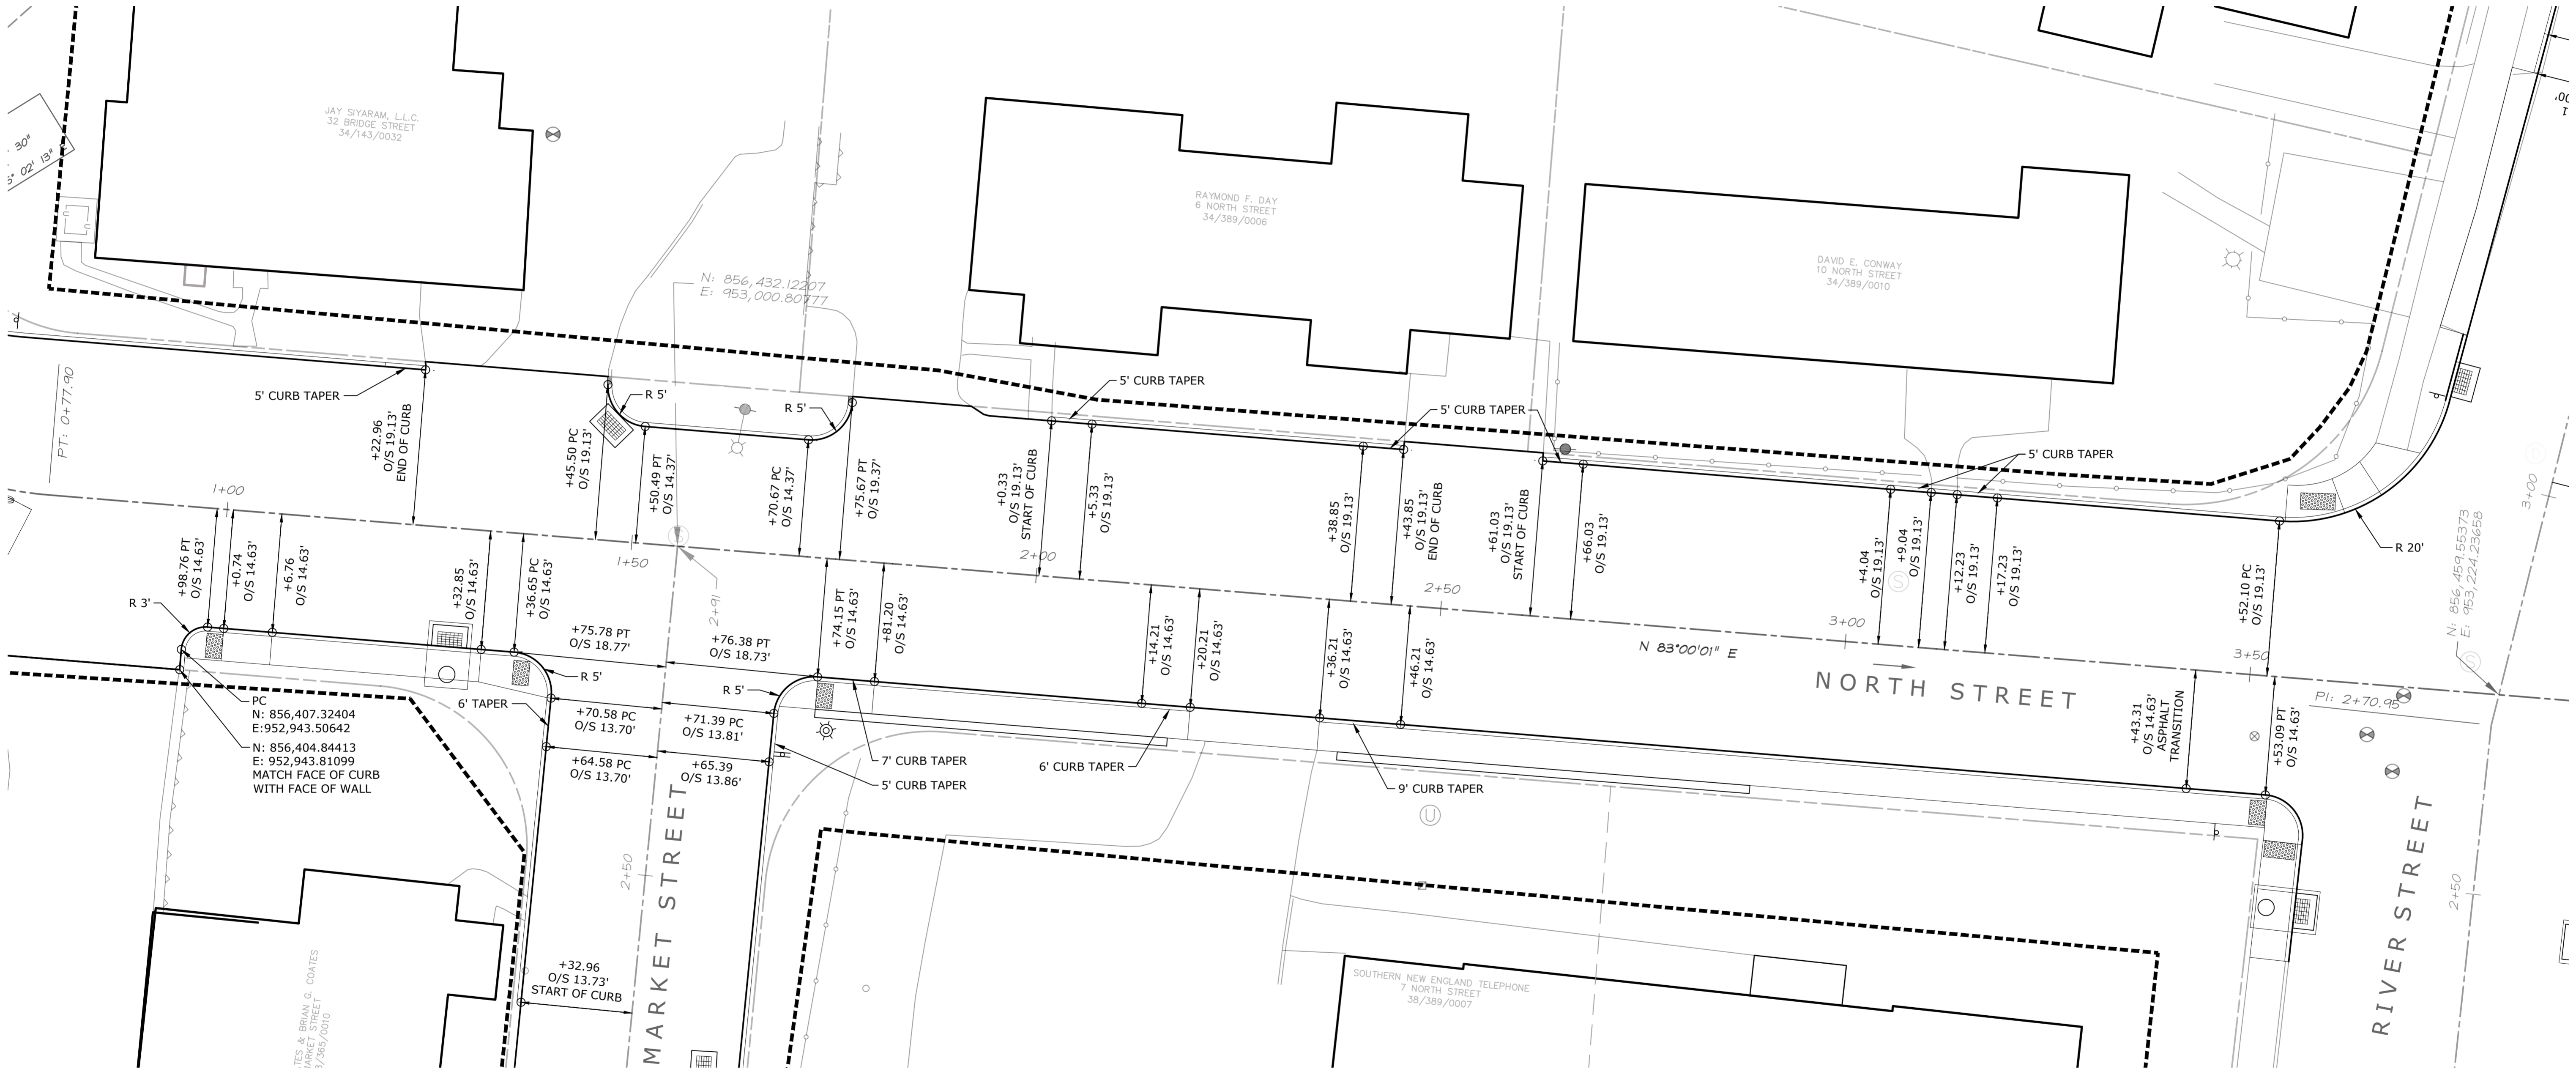 JAY SIYARAM, L.L.C.
32 BRIDGE STREET
34/143/0032
30"
02' 13"
RAYMOND F. DAY
6 NORTH STREET
34/389/0006
DAVID E. CONWAY
10 NORTH STREET
34/389/0010
N: 856,432.12207
E: 953,000.80777
PT: 0+77.90
5' CURB TAPER
+22.96
O/S 19.13'
END OF CURB
+45.50 PC
O/S 19.13'
R 5'
+50.49 PT
O/S 14.37'
R 5'
+70.67 PC
O/S 14.37'
+75.67 PT
O/S 19.37'
+0.33
O/S 19.13'
START OF CURB
5' CURB TAPER
+5.33
O/S 19.13'
+38.85
O/S 19.13'
+43.85
O/S 19.13'
END OF CURB
5' CURB TAPER
+61.03
O/S 19.13'
START OF CURB
+66.03
O/S 19.13'
+4.04
O/S 19.13'
+9.04
O/S 19.13'
5' CURB TAPER
+12.23
O/S 19.13'
+17.23
O/S 19.13'
+52.10 PC
O/S 19.13'
R 20'
N: 856,459.55373
E: 953,224.23658
3+00
1+00
1+50
2+91
2+00
2+50
3+00
3+50
S
S
S
R 3'
+98.76 PT
O/S 14.63'
+0.74
O/S 14.63'
+6.76
O/S 14.63'
+32.85
O/S 14.63'
+36.65 PC
O/S 14.63'
+75.78 PT
O/S 18.77'
+76.38 PT
O/S 18.73'
+74.15 PT
O/S 14.63'
+81.20
O/S 14.63'
+14.21
O/S 14.63'
+20.21
O/S 14.63'
+36.21
O/S 14.63'
+46.21
O/S 14.63'
N 83°00'01" E
NORTH STREET
PI: 2+70.95
+43.31
O/S 14.63'
ASPHALT
TRANSITION
+53.09 PT
O/S 14.63'
PC
N: 856,407.32404
E:952,943.50642
N: 856,404.84413
E: 952,943.81099
MATCH FACE OF CURB
WITH FACE OF WALL
6' TAPER
R 5'
R 5'
+70.58 PC
O/S 13.70'
+71.39 PC
O/S 13.81'
+64.58 PC
O/S 13.70'
+65.39
O/S 13.86'
7' CURB TAPER
5' CURB TAPER
6' CURB TAPER
9' CURB TAPER
U
2+50
MARKET STREET
+32.96
O/S 13.73'
START OF CURB
TES & BRIAN G. COATES
ARKET STREET
/365/0010
SOUTHERN NEW ENGLAND TELEPHONE
7 NORTH STREET
38/389/0007
RIVER STREET
2+50